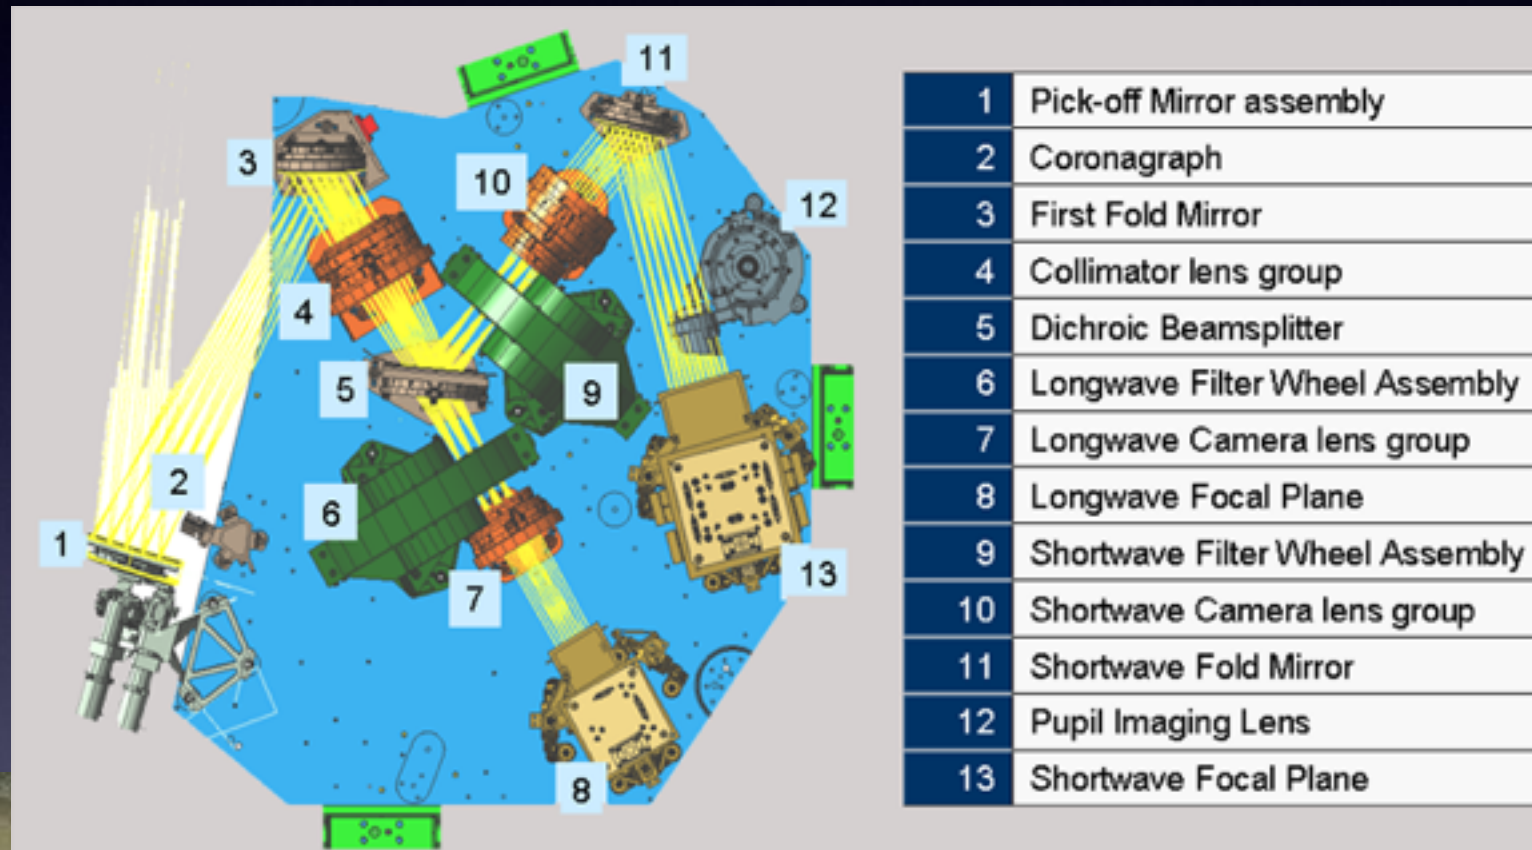 11
3
10
12
4
5
9
2
6
1
13
7
8
1 Pick-off Mirror assembly
2 Coronagraph
3 First Fold Mirror
4 Collimator lens group
5 Dichroic Beamsplitter
6 Longwave Filter Wheel Assembly
7 Longwave Camera lens group
8 Longwave Focal Plane
9 Shortwave Filter Wheel Assembly
10 Shortwave Camera lens group
11 Shortwave Fold Mirror
12 Pupil Imaging Lens
13 Shortwave Focal Plane